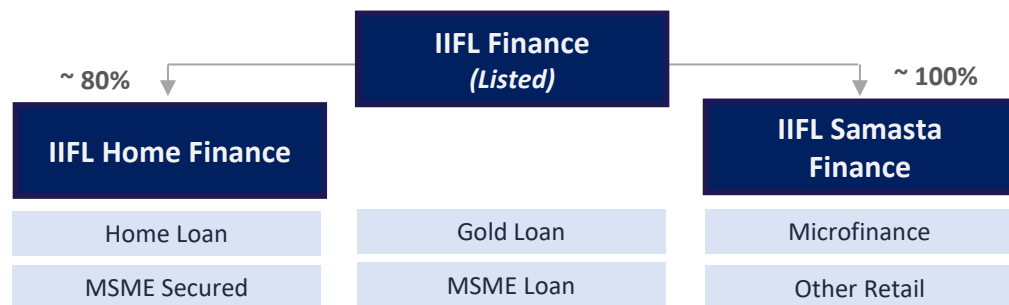 IIFL Finance
(Listed)
~ 80%
~ 100%
IIFL Home Finance
IIFL Samasta
Finance
Home Loan
Gold Loan
Microfinance
MSME Secured
MSME Loan
Other Retail